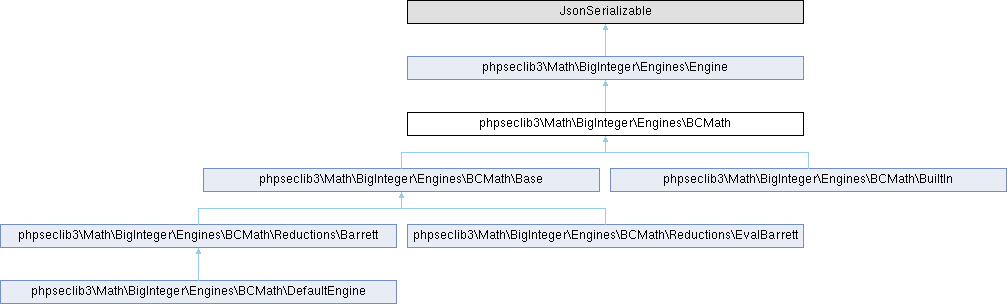 JsonSerializable
phpseclib3\Math\BigInteger\Engines\Engine
phpseclib3\Math\BigInteger\Engines\BCMath
phpseclib3\Math\BigInteger\Engines\BCMath\Base
phpseclib3\Math\BigInteger\Engines\BCMath\BuiltIn
phpseclib3\Math\BigInteger\Engines\BCMath\Reductions\Barrett
phpseclib3\Math\BigInteger\Engines\BCMath\Reductions\EvalBarrett
phpseclib3\Math\BigInteger\Engines\BCMath\DefaultEngine